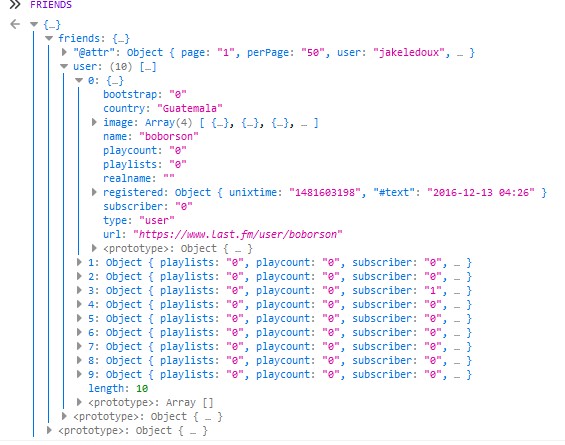 FRIENDS
{…}
friends: {…}
"@attr": Object { page: "1", perPage: "50", user: "jakeledoux", … }
user: (10) […]
0: {…}
bootstrap: "0"
country: "Guatemala"
image: Array(4) [ {…}, {…}, {…}, … ]
name: "boborson"
playcount: "0"
playlists: "0"
realname: ""
registered: Object { unixtime: "1481603198", "#text": "2016-12-13 04:26" }
subscriber: "0"
type: "user"
url: "https://www.last.fm/user/boborson"
<prototype>: Object { … }
1: Object { playlists: "0", playcount: "0", subscriber: "0", … }
2: Object { playlists: "0", playcount: "0", subscriber: "0", … }
3: Object { playlists: "0", playcount: "0", subscriber: "1", … }
4: Object { playlists: "0", playcount: "0", subscriber: "0", … }
5: Object { playlists: "0", playcount: "0", subscriber: "0", … }
6: Object { playlists: "0", playcount: "0", subscriber: "0", … }
7: Object { playlists: "0", playcount: "0", subscriber: "0", … }
8: Object { playlists: "0", playcount: "0", subscriber: "0", … }
9: Object { playlists: "0", playcount: "0", subscriber: "0", … }
length: 10
<prototype>: Array []
<prototype>: Object { … }
<prototype>: Object { … }